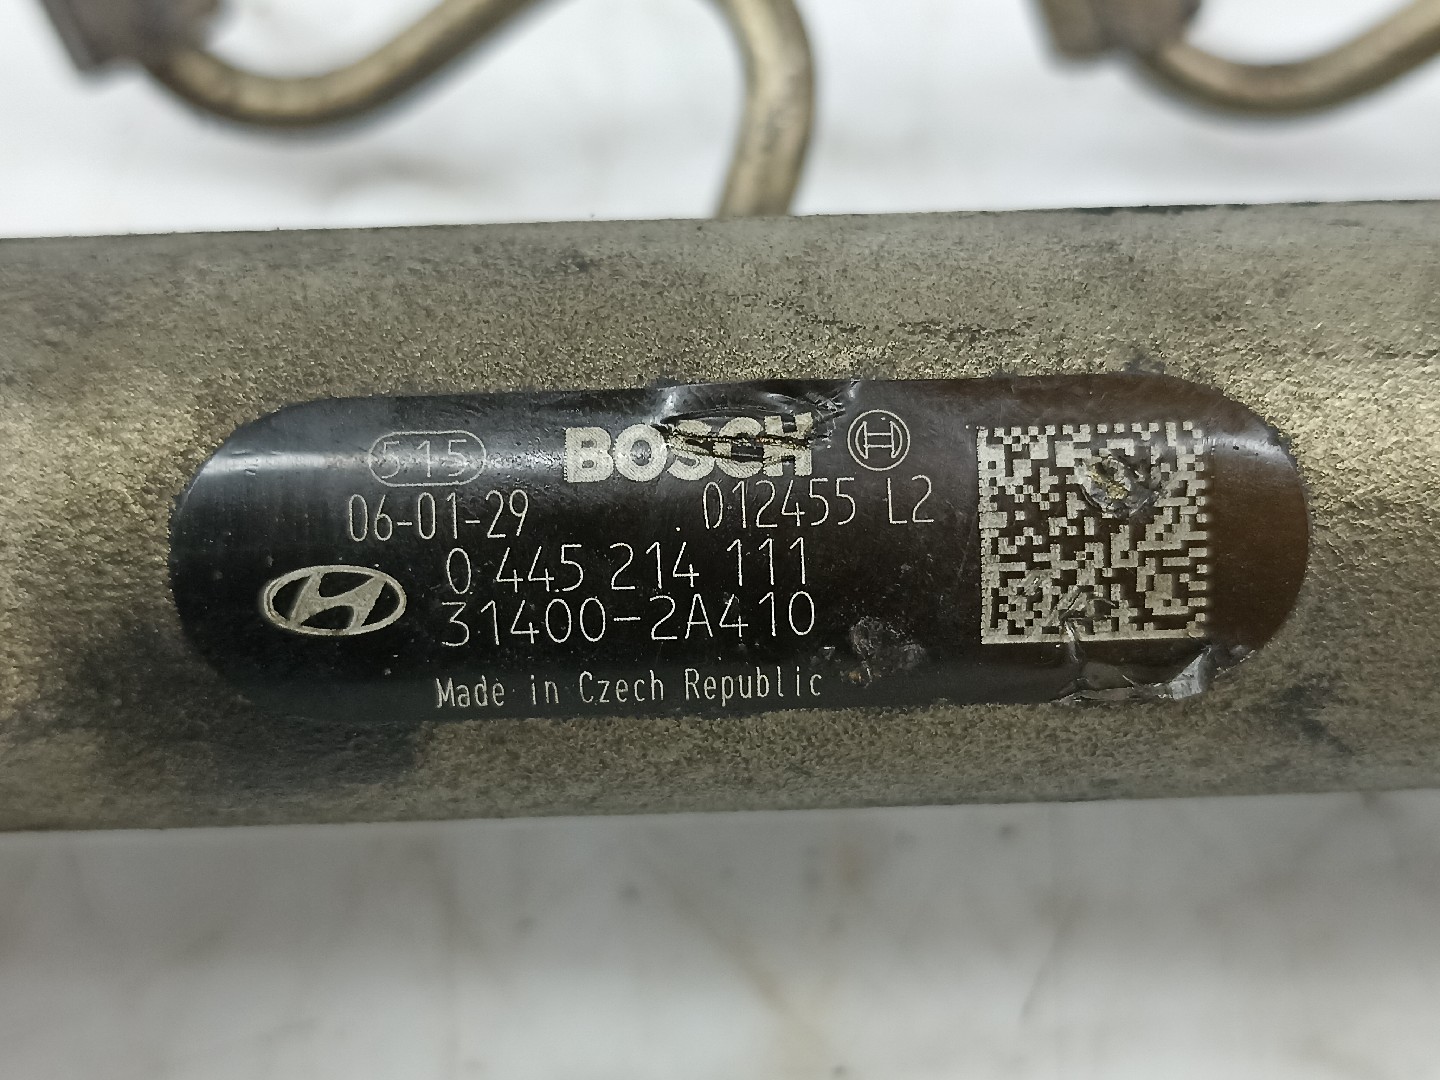 515 BOSCH
06-01-29 012455 L2
0 445 214 111
31400-2A410
Made in Czech Republic